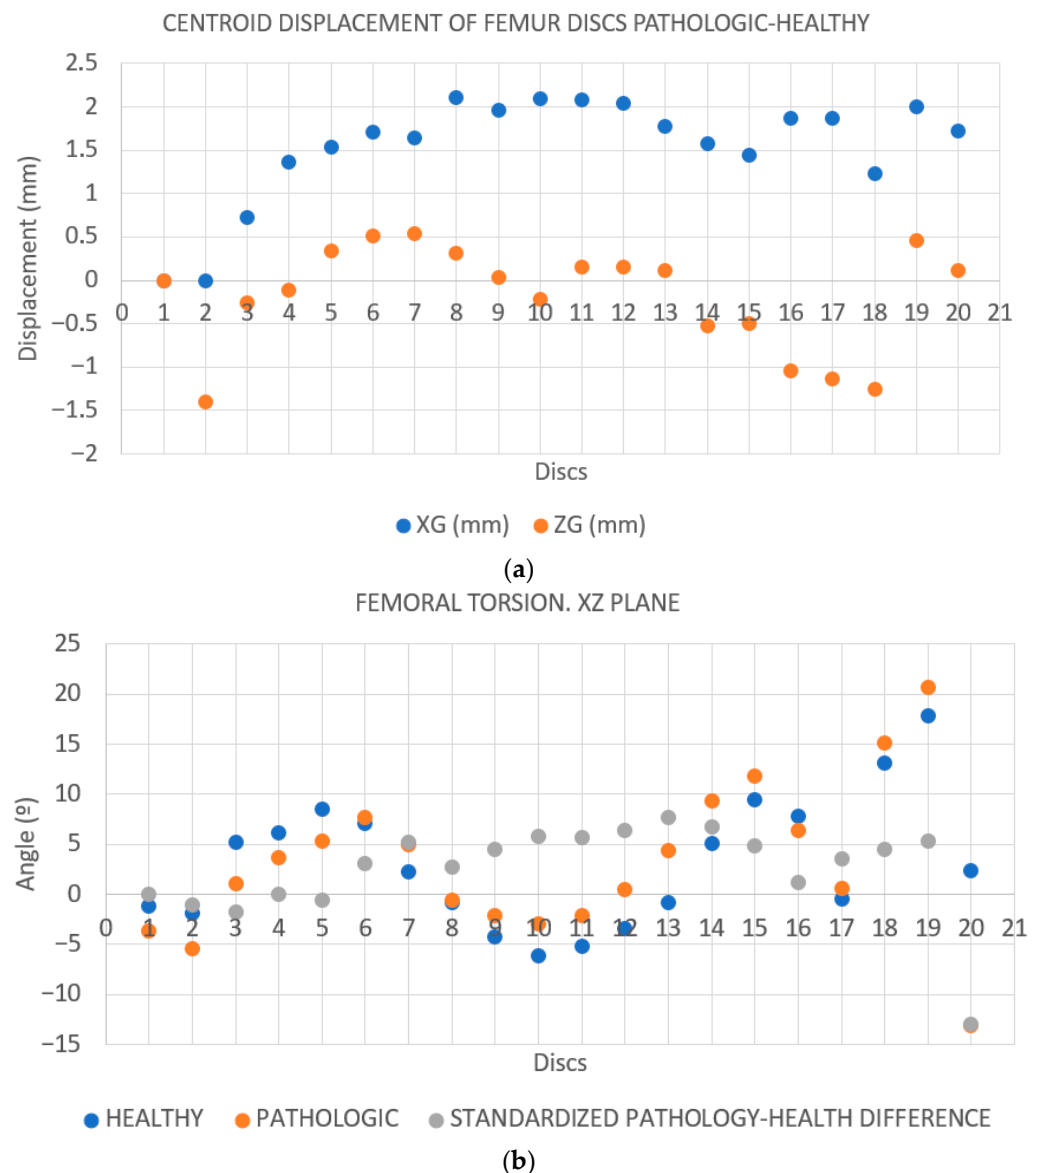 CENTROID DISPLACEMENT OF FEMUR DISCS PATHOLOGIC-HEALTHY
2.5
2
1.5
1
0.5
0
−0.5
−1
−1.5
−2
Displacement (mm)
0 1 2 3 4 5 6 7 8 9 10 11 12 13 14 15 16 17 18 19 20 21
Discs
XG (mm) ZG (mm)
(a)
FEMORAL TORSION. XZ PLANE
25
20
15
10
5
0
−5
−10
−15
Angle (º)
0 1 2 3 4 5 6 7 8 9 10 11 12 13 14 15 16 17 18 19 20 21
Discs
HEALTHY PATHOLOGIC STANDARDIZED PATHOLOGY-HEALTH DIFFERENCE
(b)